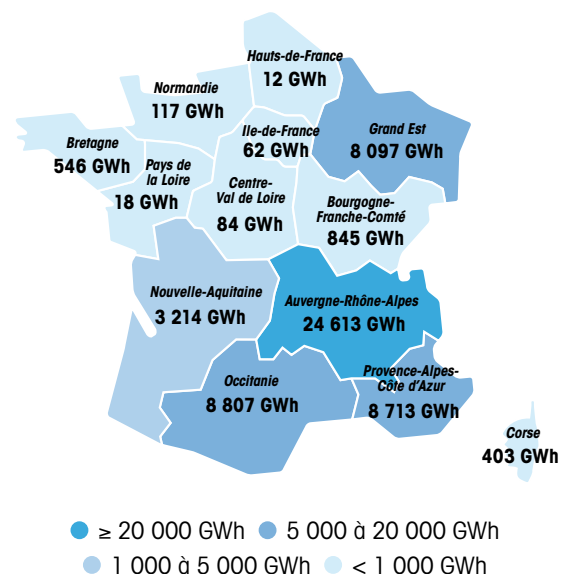 Hauts-de-France
12 GWh
Normandie
117 GWh
Ile-de-France
62 GWh
Grand Est
8 097 GWh
Bretagne
546 GWh
Pays de
la Loire
18 GWh
Centre-
Val de Loire
84 GWh
Bourgogne-
Franche-Comté
845 GWh
Nouvelle-Aquitaine
3 214 GWh
Auvergne-Rhône-Alpes
24 613 GWh
Occitanie
8 807 GWh
Provence-Alpes-
Côte d'Azur
8 713 GWh
Corse
403 GWh
≥ 20 000 GWh
5 000 à 20 000 GWh
1 000 à 5 000 GWh
< 1 000 GWh